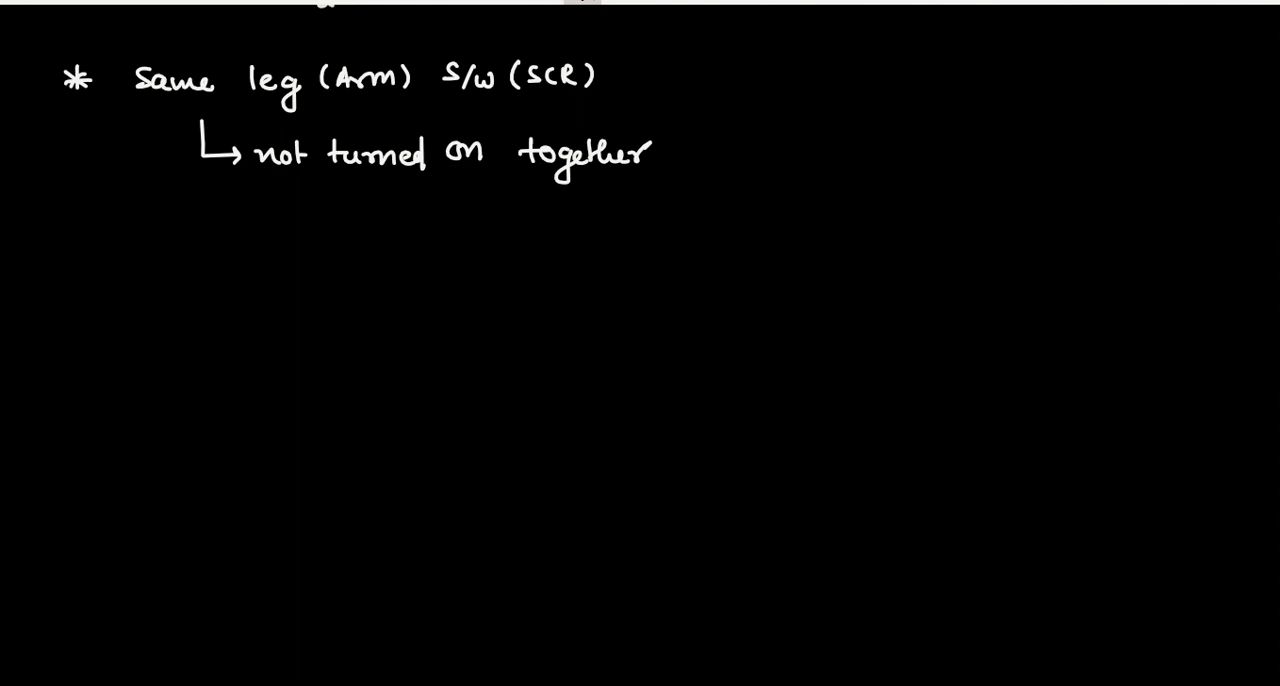 * Same leg (Arm) S/W (SCR)
↳ not turned on together